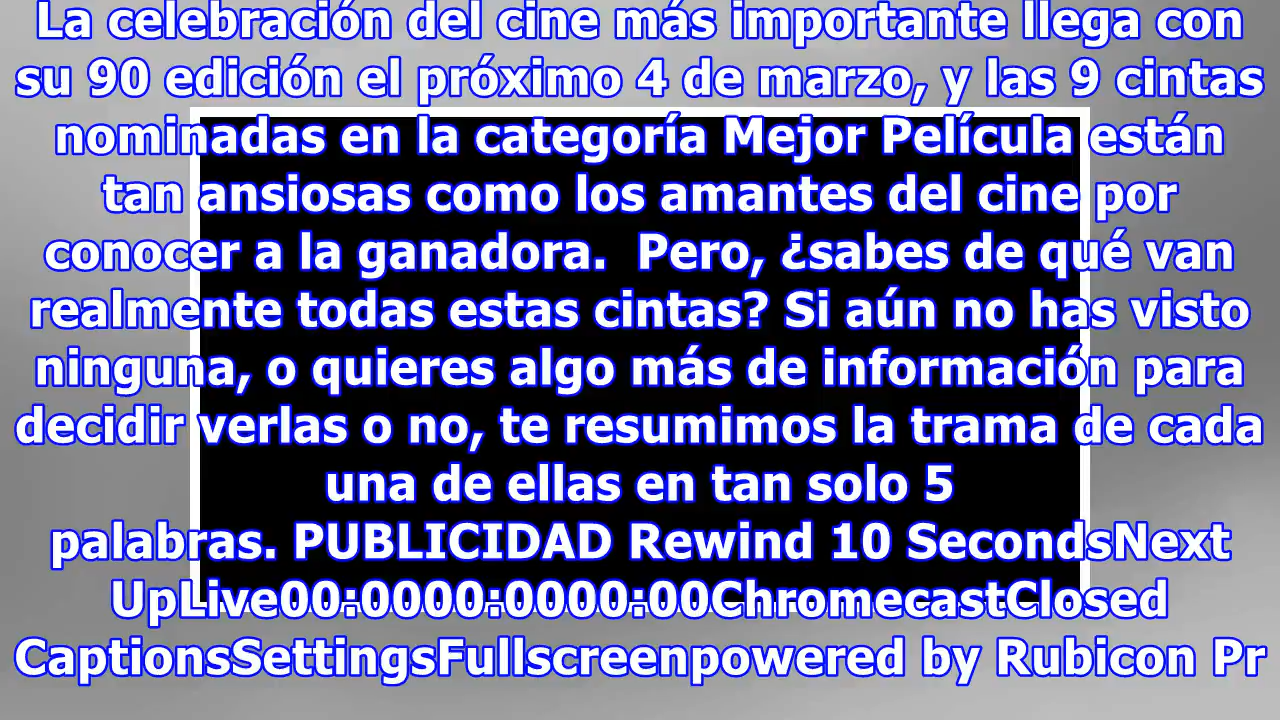 La celebración del cine más importante llega con
su 90 edición el próximo 4 de marzo, y las 9 cintas
nominadas en la categoría Mejor Película están
tan ansiosas como los amantes del cine por
conocer a la ganadora.  Pero, ¿sabes de qué van
realmente todas estas cintas? Si aún no has visto
ninguna, o quieres algo más de información para
decidir verlas o no, te resumimos la trama de cada
una de ellas en tan solo 5
palabras. PUBLICIDAD Rewind 10 SecondsNext
UpLive00:0000:0000:00ChromecastClosed
CaptionsSettingsFullscreenpowered by Rubicon Pr